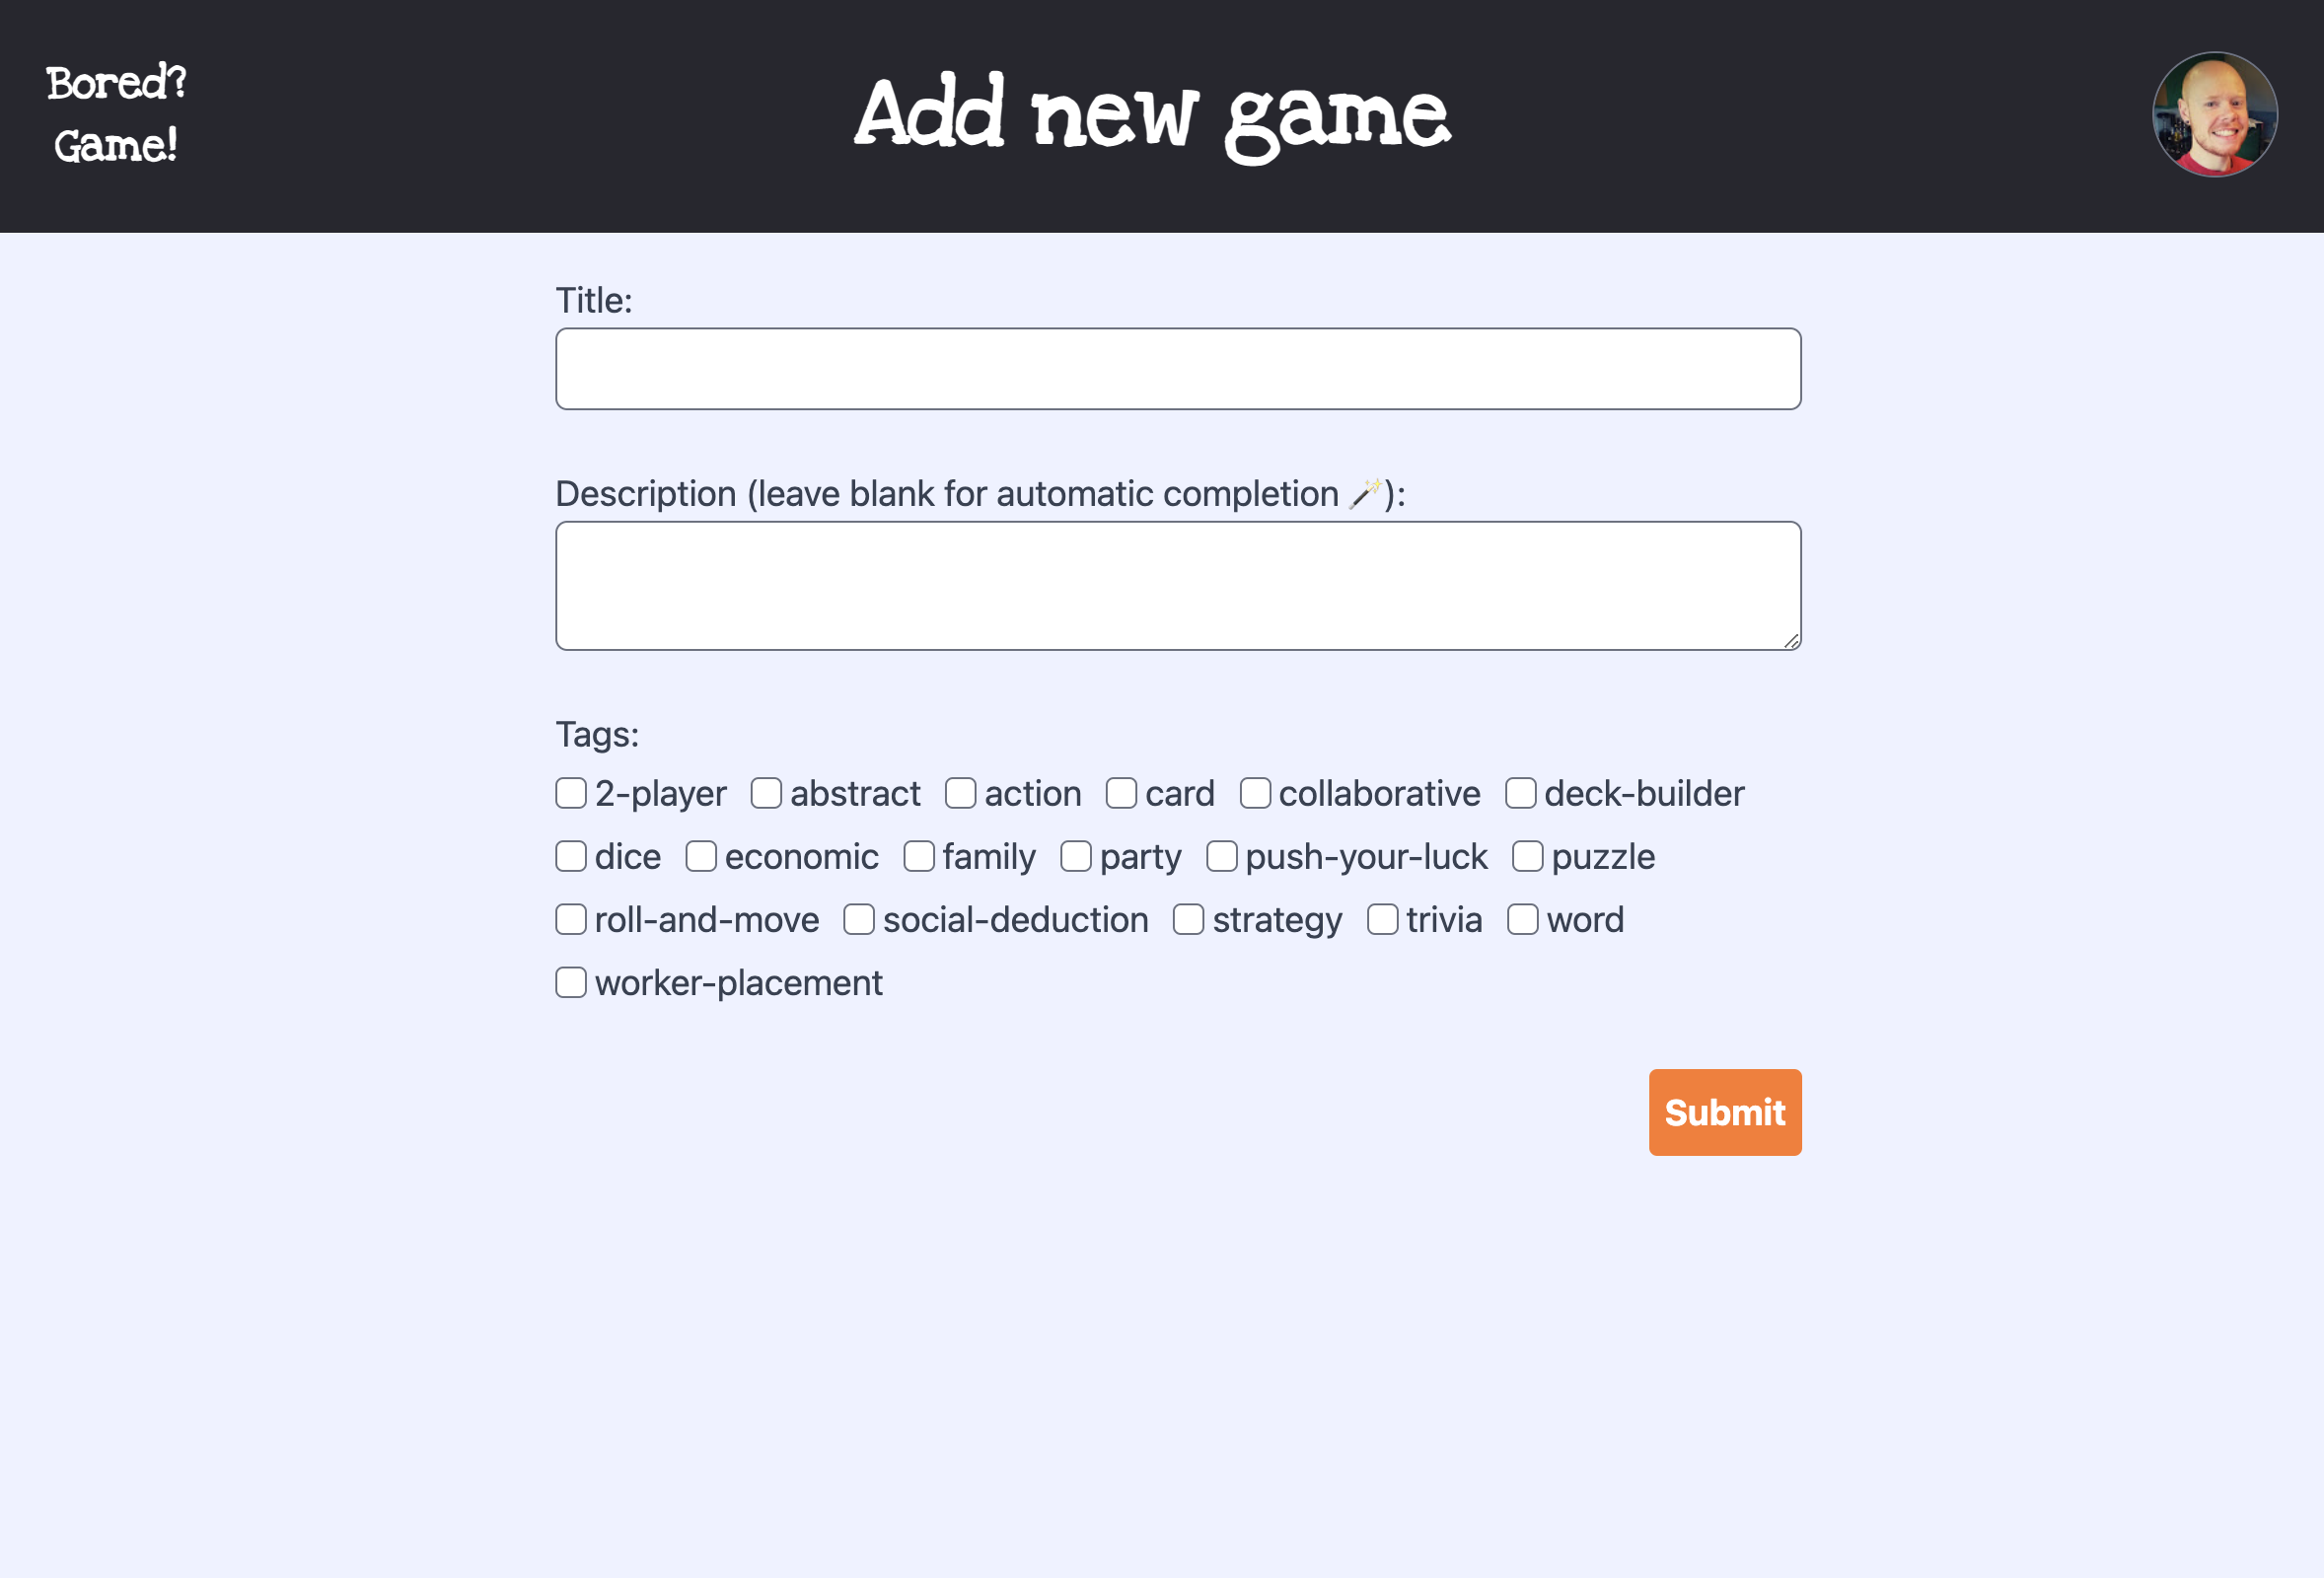 Bored?
Game!
Add new game
Title:
Description (leave blank for automatic completion 🪄):
Tags:
2-player abstract action card collaborative deck-builder
dice economic family party push-your-luck puzzle
roll-and-move social-deduction strategy trivia word
worker-placement
Submit